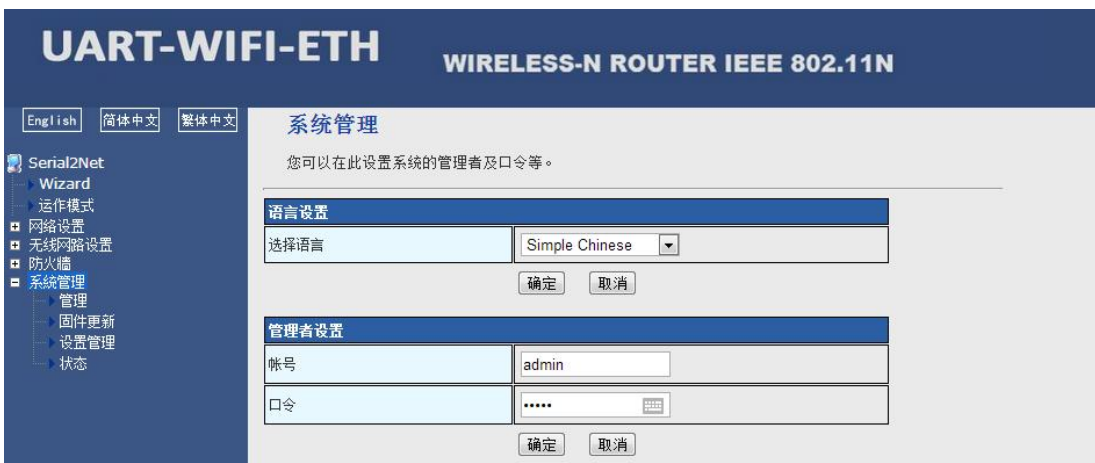 UART-WIFI-ETH
WIRELESS-N ROUTER IEEE 802.11N
English 简体中文 繁体中文
Serial2Net
Wizard
运作模式
网络设置
无线网路设置
防火墙
系统管理
管理
固件更新
设置管理
状态
系统管理
您可以在此设置系统的管理者及口令等。
语言设置
选择语言 Simple Chinese
确定 取消
管理者设置
帐号 admin
口令 •••••
确定 取消